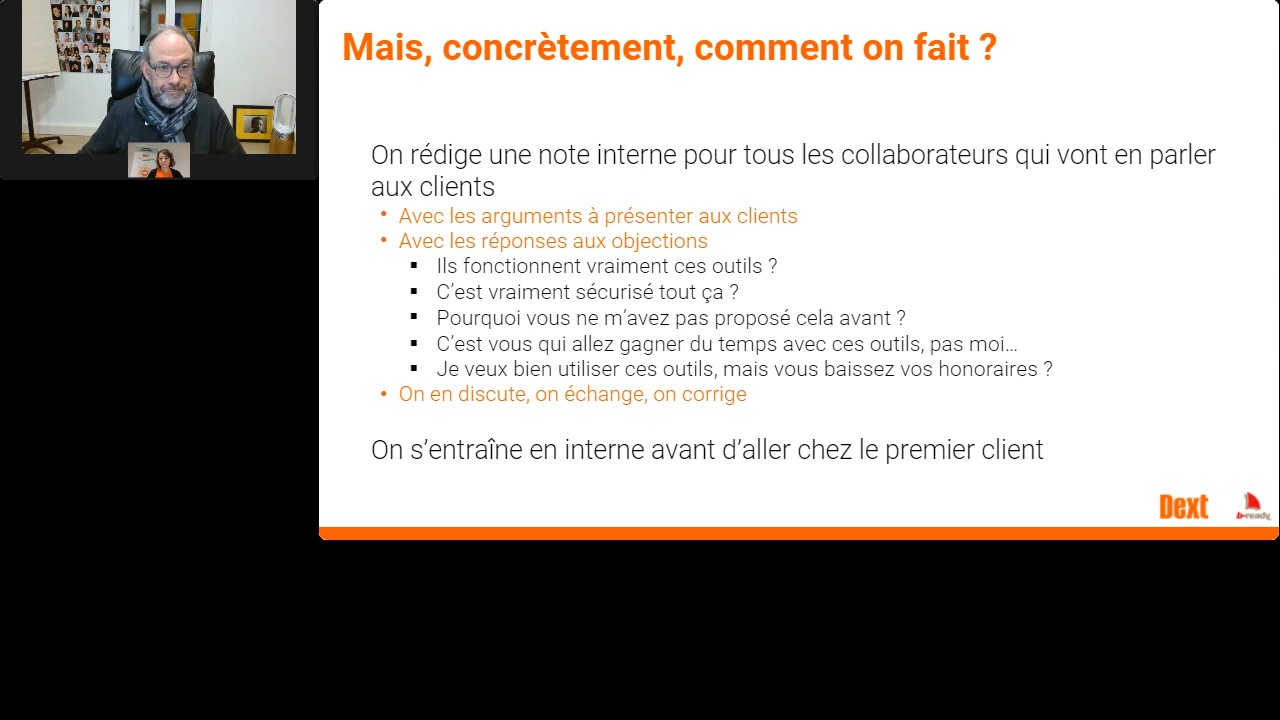 Mais, concrètement, comment on fait ?
On rédige une note interne pour tous les collaborateurs qui vont en parler
aux clients
• Avec les arguments à présenter aux clients
• Avec les réponses aux objections
▪ Ils fonctionnent vraiment ces outils ?
▪ C’est vraiment sécurisé tout ça ?
▪ Pourquoi vous ne m’avez pas proposé cela avant ?
▪ C’est vous qui allez gagner du temps avec ces outils, pas moi…
▪ Je veux bien utiliser ces outils, mais vous baissez vos honoraires ?
• On en discute, on échange, on corrige
On s’entraîne en interne avant d’aller chez le premier client
Dext
b-ready